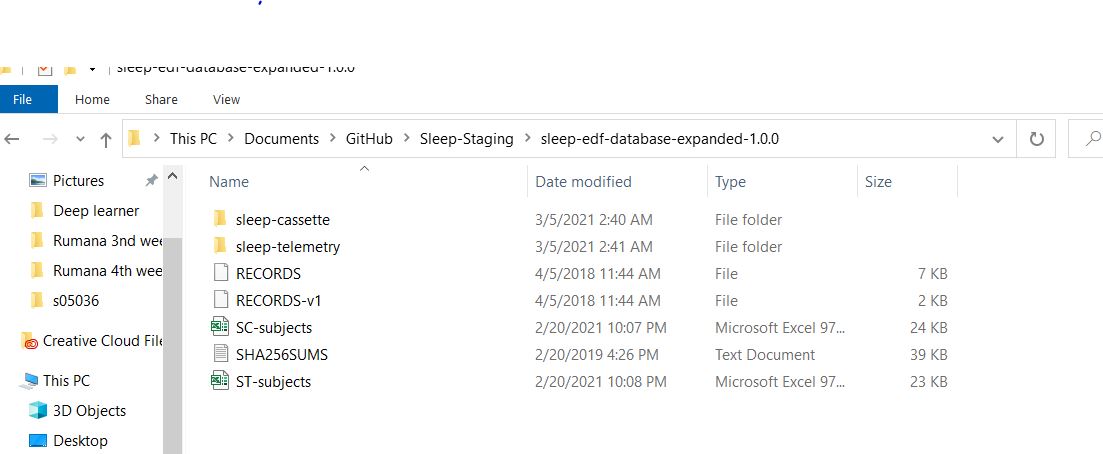 sleep-edf-database-expanded-1.0.0
File Home Share View
This PC Documents GitHub Sleep-Staging sleep-edf-database-expanded-1.0.0
Name Date modified Type Size
Pictures
Deep learner
Rumana 3nd wee
Rumana 4th wee
s05036
Creative Cloud File
This PC
3D Objects
Desktop
sleep-cassette 3/5/2021 2:40 AM File folder
sleep-telemetry 3/5/2021 2:41 AM File folder
RECORDS 4/5/2018 11:44 AM File 7 KB
RECORDS-v1 4/5/2018 11:44 AM File 2 KB
SC-subjects 2/20/2021 10:07 PM Microsoft Excel 97... 24 KB
SHA256SUMS 2/20/2019 4:26 PM Text Document 39 KB
ST-subjects 2/20/2021 10:08 PM Microsoft Excel 97... 23 KB